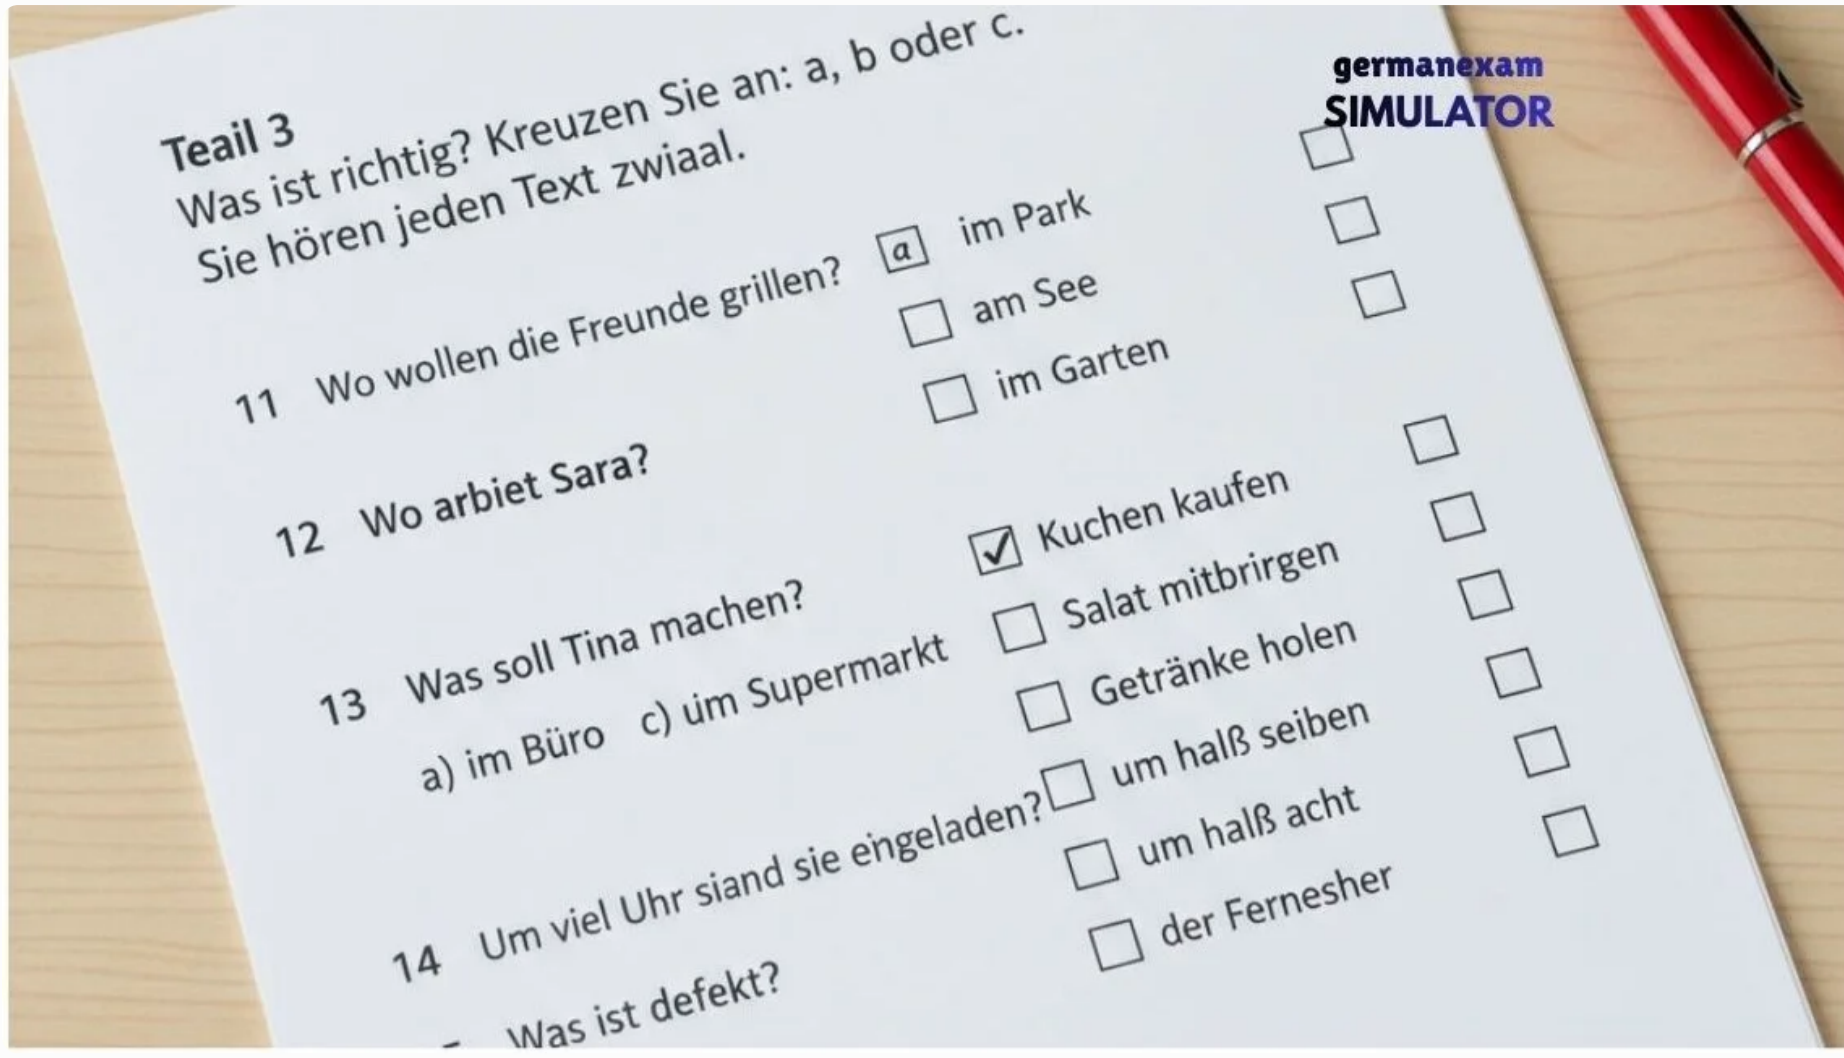 germanexam
SIMULATOR
Teail 3
Was ist richtig? Kreuzen Sie an: a, b oder c.
Sie hören jeden Text zwiaal.
11 Wo wollen die Freunde grillen?
a im Park
am See
im Garten
12 Wo arbiet Sara?
Kuchen kaufen
Salat mitbrirgen
Getränke holen
13 Was soll Tina machen?
a) im Büro c) üm Supermarkt
um halß seiben
um halß acht
der Fernesher
14 Um viel Uhr siand sie eingeladen?
Was ist defekt?